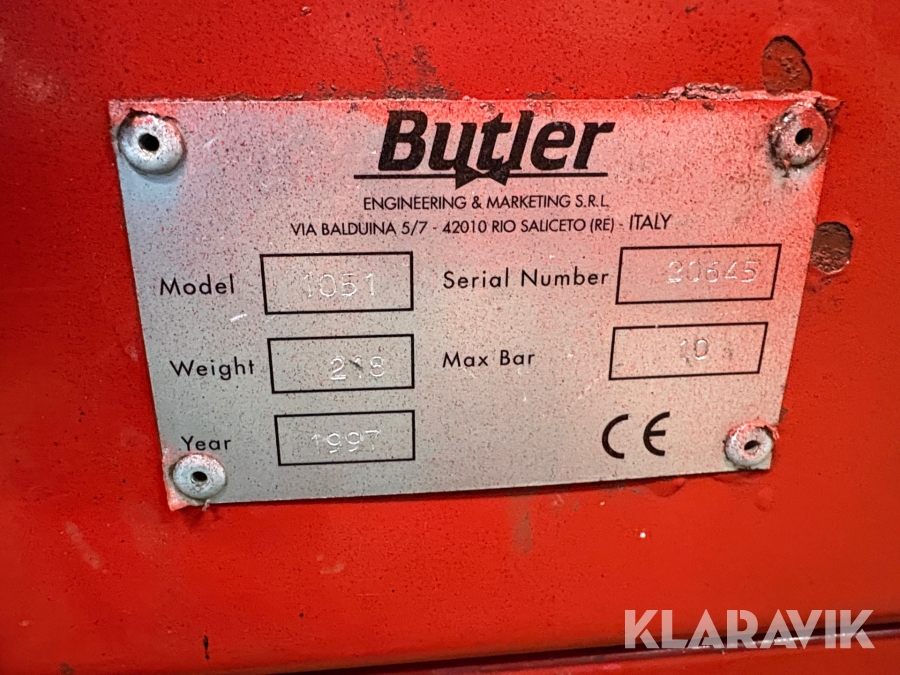 Butler
ENGINEERING & MARKETING S.R.L.
VIA BALDUINA 5/7 - 42010 RIO SALICETO (RE) - ITALY
Model 1051 Serial Number 20645
Weight 218 Max Bar 10
Year 1997
CE
KLARAVIK